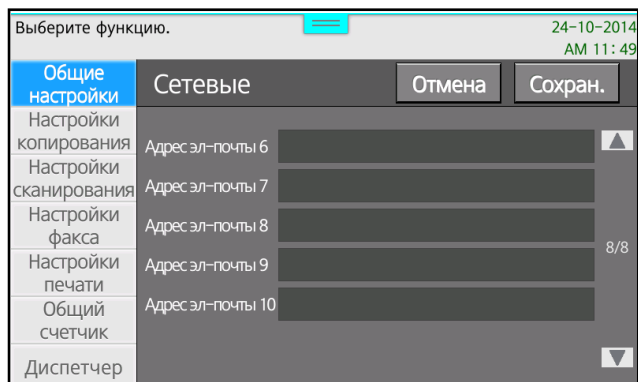 Выберите функцию.
24-10-2014
AM 11:49
Общие
настройки
Сетевые
Отмена
Сохран.
Настройки
копирования
Настройки
сканирования
Настройки
факса
Настройки
печати
Общий
счетчик
Диспетчер
Адрес эл-почты 6
Адрес эл-почты 7
Адрес эл-почты 8
Адрес эл-почты 9
Адрес эл-почты 10
8/8